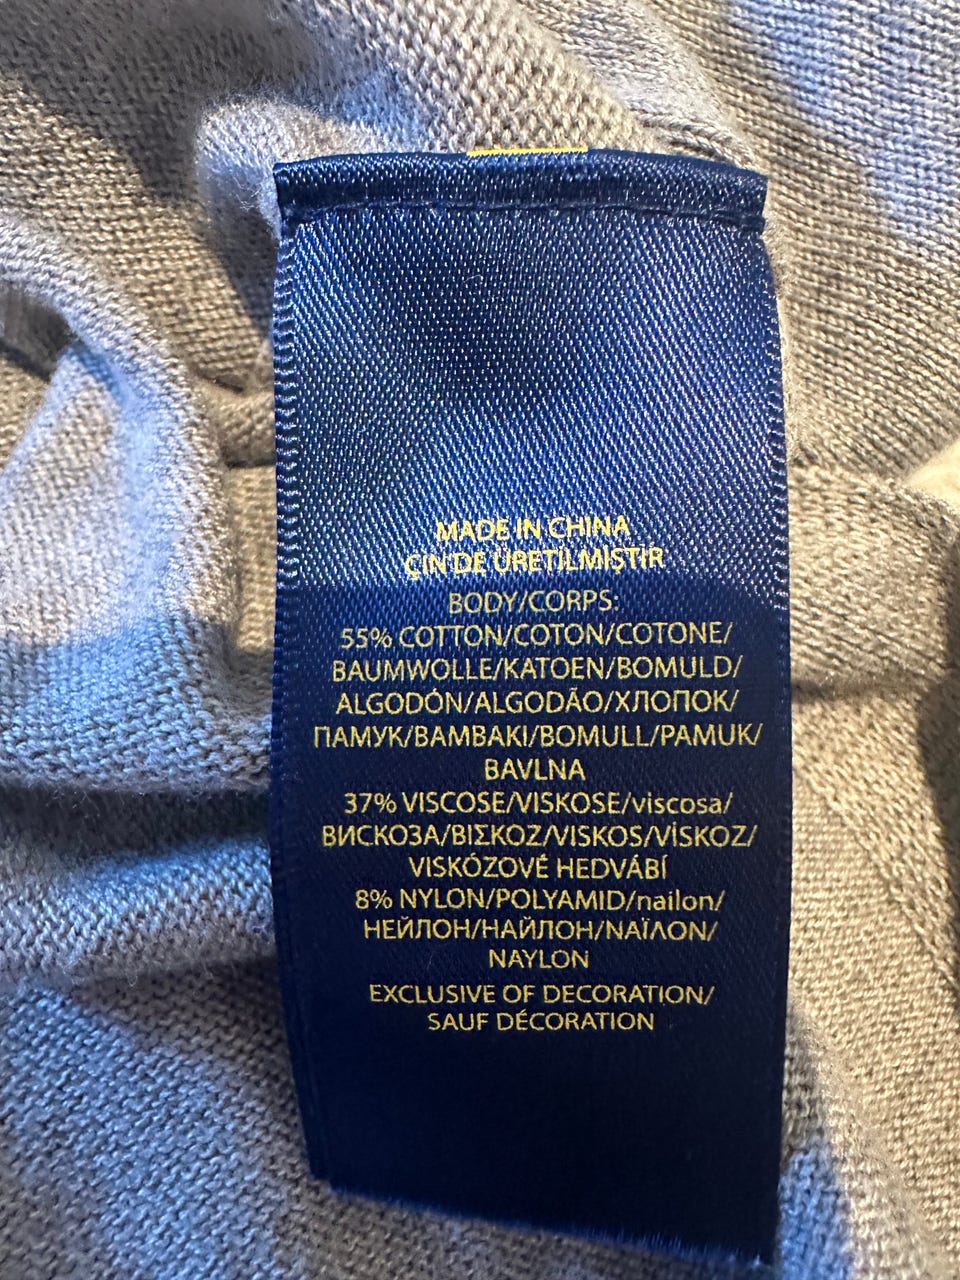 MADE IN CHINA
ÇİN'DE ÜRETİLMİŞTİR
BODY/CORPS:
55% COTTON/COTON/COTONE/
BAUMWOLLE/KATOEN/BOMULD/
ALGODÓN/ALGODÃO/ХЛОПОК/
ПАМУК/BAMBAKI/BOMULL/PAMUK/
BAVLNA
37% VISCOSE/VISKOSE/viscosa/
ВИСКОЗА/ΒΙΣΚΟΖ/VISKOS/VİSKOZ/
VISKÓZOVÉ HEDVÁBÍ
8% NYLON/POLYAMID/nailon/
НЕЙЛОН/НАЙЛОН/ΝΑΪΛΟΝ/
NAYLON
EXCLUSIVE OF DECORATION/
SAUF DÉCORATION